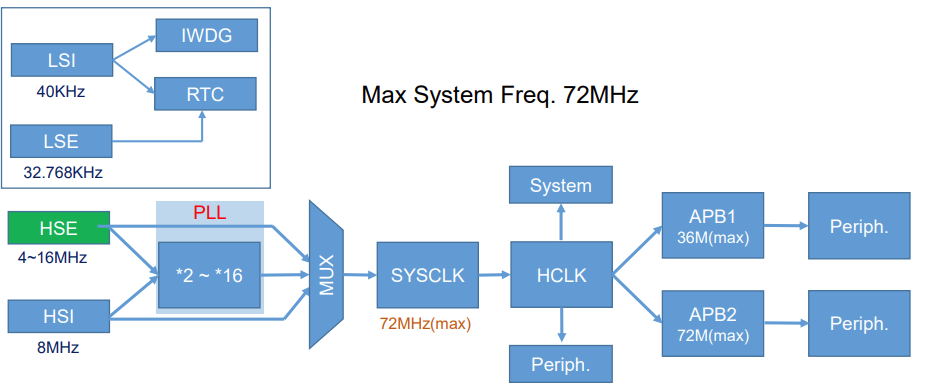 IWDG
LSI
40KHz
RTC
LSE
32.768KHz
Max System Freq. 72MHz
HSE
4~16MHz
PLL
*2 ~ *16
HSI
8MHz
MUX
SYSCLK
72MHz(max)
System
HCLK
Periph.
APB1
36M(max)
Periph.
APB2
72M(max)
Periph.